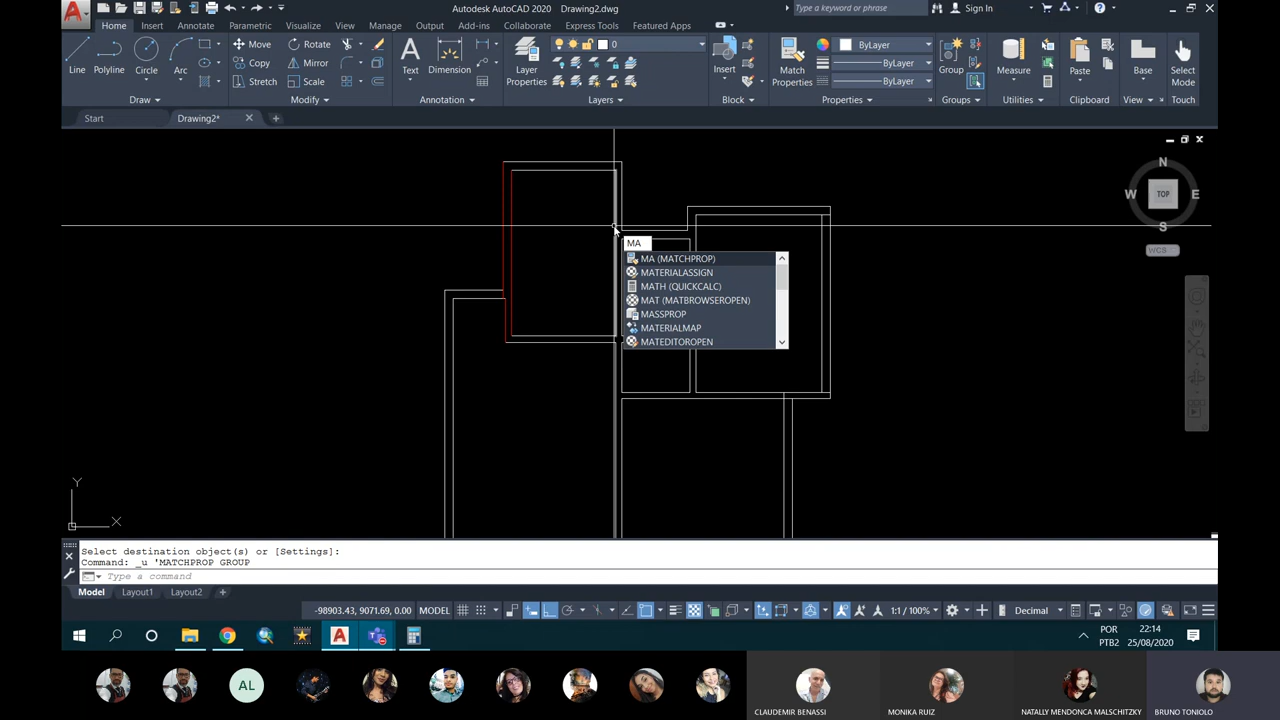 Autodesk AutoCAD 2020 Drawing2.dwg
Type a keyword or phrase
Sign In
Home Insert Annotate Parametric Visualize View Manage Output Add-ins Collaborate Express Tools Featured Apps
Move Rotate
Copy Mirror
Stretch Scale
Line Polyline Circle Arc
Text Dimension
Layer
Properties
0
Insert
Match
Properties
ByLayer
ByLayer
ByLayer
Group
Measure
Paste
Base
Select
Mode
Draw Modify Annotation Layers Block Properties Groups Utilities Clipboard View Touch
Start Drawing2*
N
W TOP E
S
WCS
MA
MA (MATCHPROP)
MATERIALASSIGN
MATH (QUICKCALC)
MAT (MATBROWSEROPEN)
MASSPROP
MATERIALMAP
MATEDITOROPEN
Y
X
Select destination object(s) or [Settings]:
Command: _u 'MATCHPROP GROUP
Type a command
Model Layout1 Layout2
-98903.43, 9071.69, 0.00 MODEL 1:1 / 100% Decimal
POR
PTB2
22:14
25/08/2020
AL
CLAUDEMIR BENASSI MONIKA RUIZ NATALLY MENDONCA MALSCHITZKY BRUNO TONIOLO